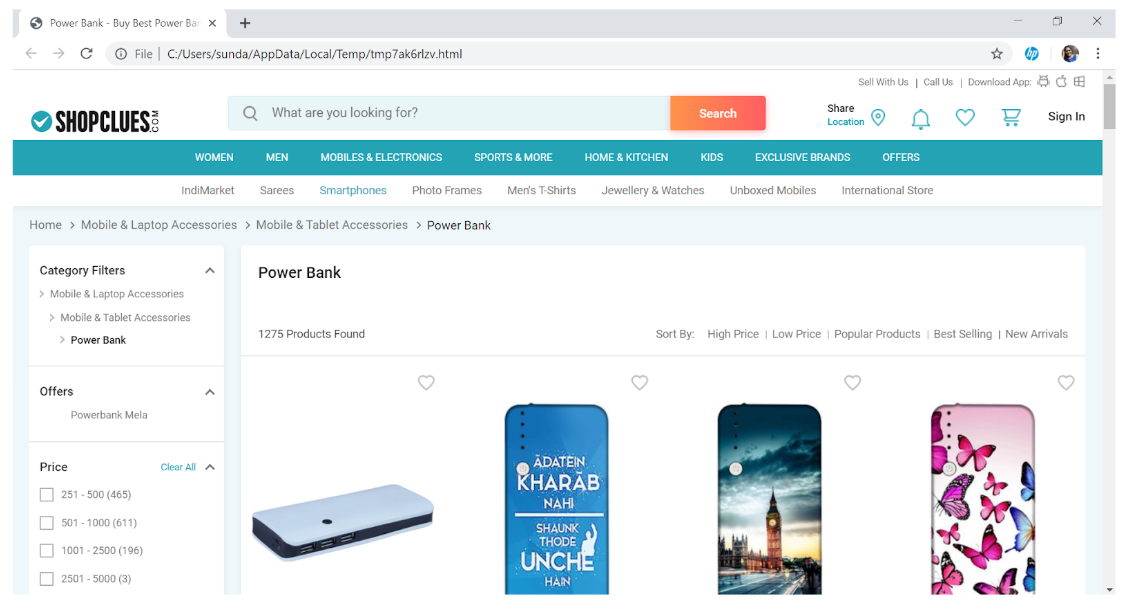 Power Bank - Buy Best Power Ban
File | C:/Users/sunda/AppData/Local/Temp/tmp7ak6rlzv.html
Sell With Us | Call Us | Download App:
SHOPCLUES.COM
What are you looking for?
Search
Share
Location
Sign In
WOMEN MEN MOBILES & ELECTRONICS SPORTS & MORE HOME & KITCHEN KIDS EXCLUSIVE BRANDS OFFERS
IndiMarket Sarees Smartphones Photo Frames Men's T-Shirts Jewellery & Watches Unboxed Mobiles International Store
Home > Mobile & Laptop Accessories > Mobile & Tablet Accessories > Power Bank
Category Filters
Mobile & Laptop Accessories
Mobile & Tablet Accessories
Power Bank
Offers
Powerbank Mela
Price Clear All
251 - 500 (465)
501 - 1000 (611)
1001 - 2500 (196)
2501 - 5000 (3)
Power Bank
1275 Products Found
Sort By: High Price | Low Price | Popular Products | Best Selling | New Arrivals
ĀDATEIN
KHARĀB
NAHI
SHAUNK
THODE
UNCHE
HAIN